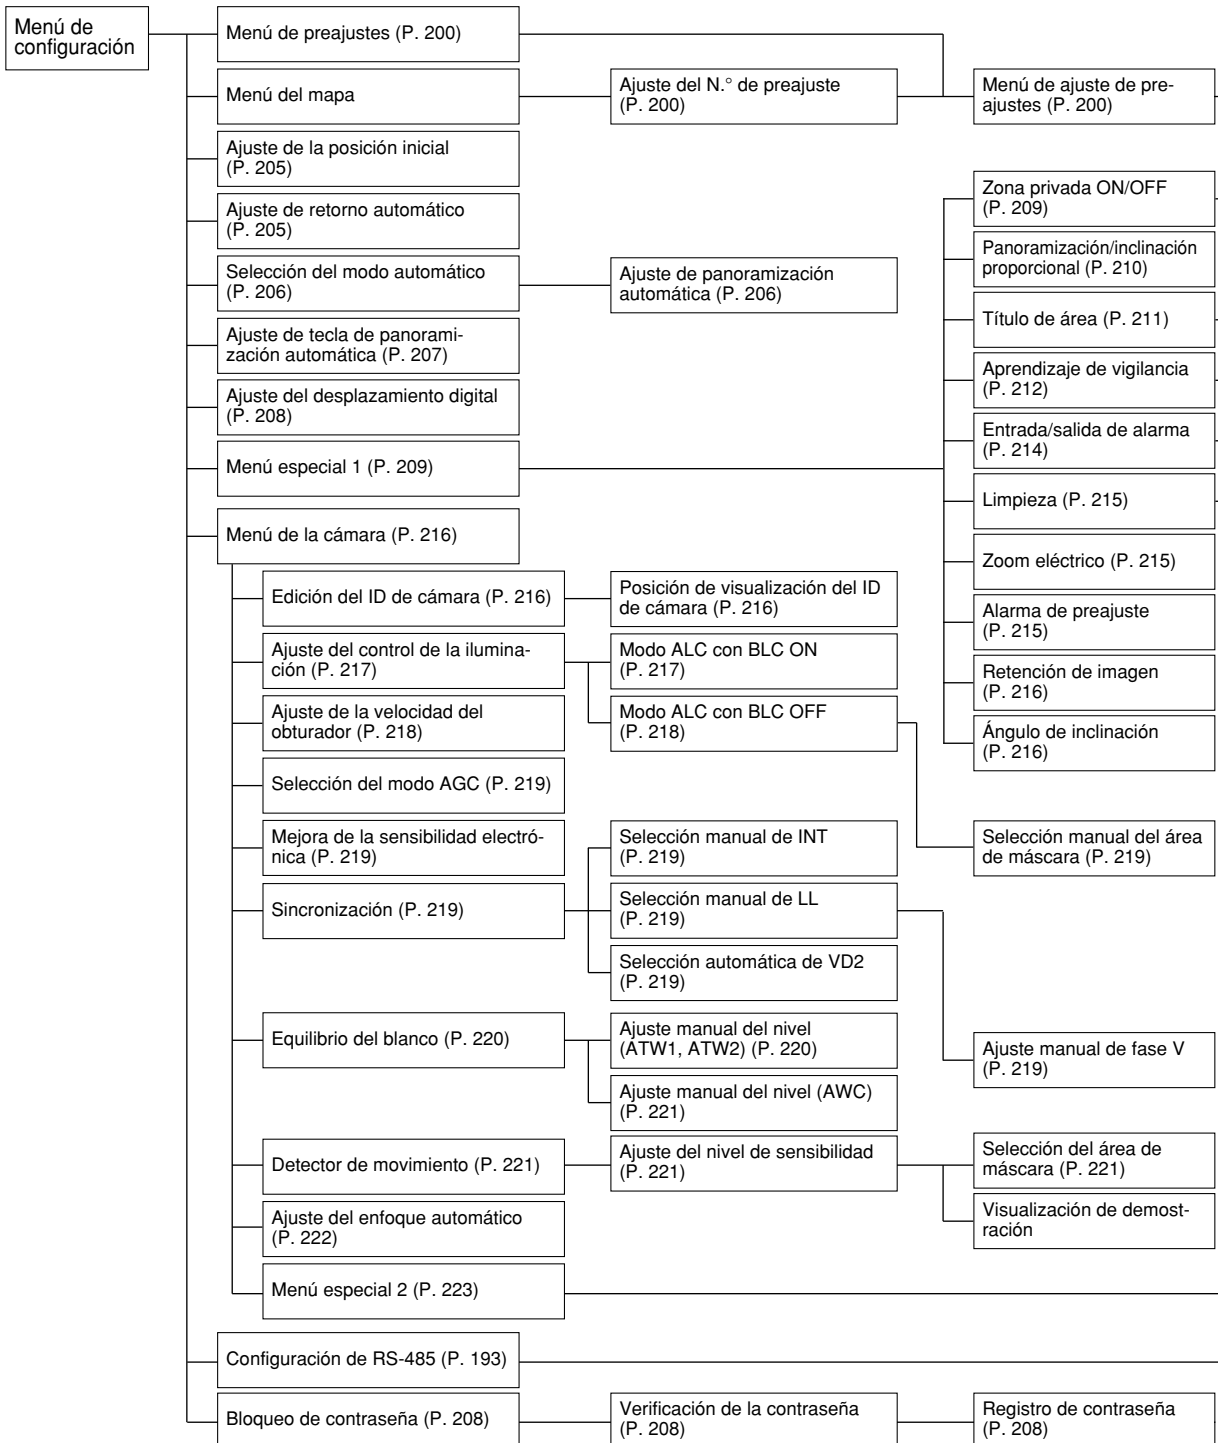 Menú de
configuración
Menú de preajustes (P. 200)
Menú del mapa
Ajuste del N.° de preajuste
(P. 200)
Menú de ajuste de pre-
ajustes (P. 200)
Ajuste de la posición inicial
(P. 205)
Ajuste de retorno automático
(P. 205)
Selección del modo automático
(P. 206)
Ajuste de panoramización
automática (P. 206)
Ajuste de tecla de panorami-
zación automática (P. 207)
Ajuste del desplazamiento digital
(P. 208)
Menú especial 1 (P. 209)
Zona privada ON/OFF
(P. 209)
Panoramización/inclinación
proporcional (P. 210)
Título de área (P. 211)
Aprendizaje de vigilancia
(P. 212)
Entrada/salida de alarma
(P. 214)
Limpieza (P. 215)
Zoom eléctrico (P. 215)
Alarma de preajuste
(P. 215)
Retención de imagen
(P. 216)
Ángulo de inclinación
(P. 216)
Menú de la cámara (P. 216)
Edición del ID de cámara (P. 216)
Posición de visualización del ID
de cámara (P. 216)
Ajuste del control de la ilumina-
ción (P. 217)
Modo ALC con BLC ON
(P. 217)
Modo ALC con BLC OFF
(P. 218)
Ajuste de la velocidad del
obturador (P. 218)
Selección del modo AGC (P. 219)
Mejora de la sensibilidad electró-
nica (P. 219)
Selección manual de INT
(P. 219)
Selección manual del área
de máscara (P. 219)
Sincronización (P. 219)
Selección manual de LL
(P. 219)
Selección automática de VD2
(P. 219)
Equilibrio del blanco (P. 220)
Ajuste manual del nivel
(ATW1, ATW2) (P. 220)
Ajuste manual de fase V
(P. 219)
Ajuste manual del nivel (AWC)
(P. 221)
Detector de movimiento (P. 221)
Ajuste del nivel de sensibilidad
(P. 221)
Selección del área de
máscara (P. 221)
Visualización de demost-
ración
Ajuste del enfoque automático
(P. 222)
Menú especial 2 (P. 223)
Configuración de RS-485 (P. 193)
Bloqueo de contraseña (P. 208)
Verificación de la contraseña
(P. 208)
Registro de contraseña
(P. 208)